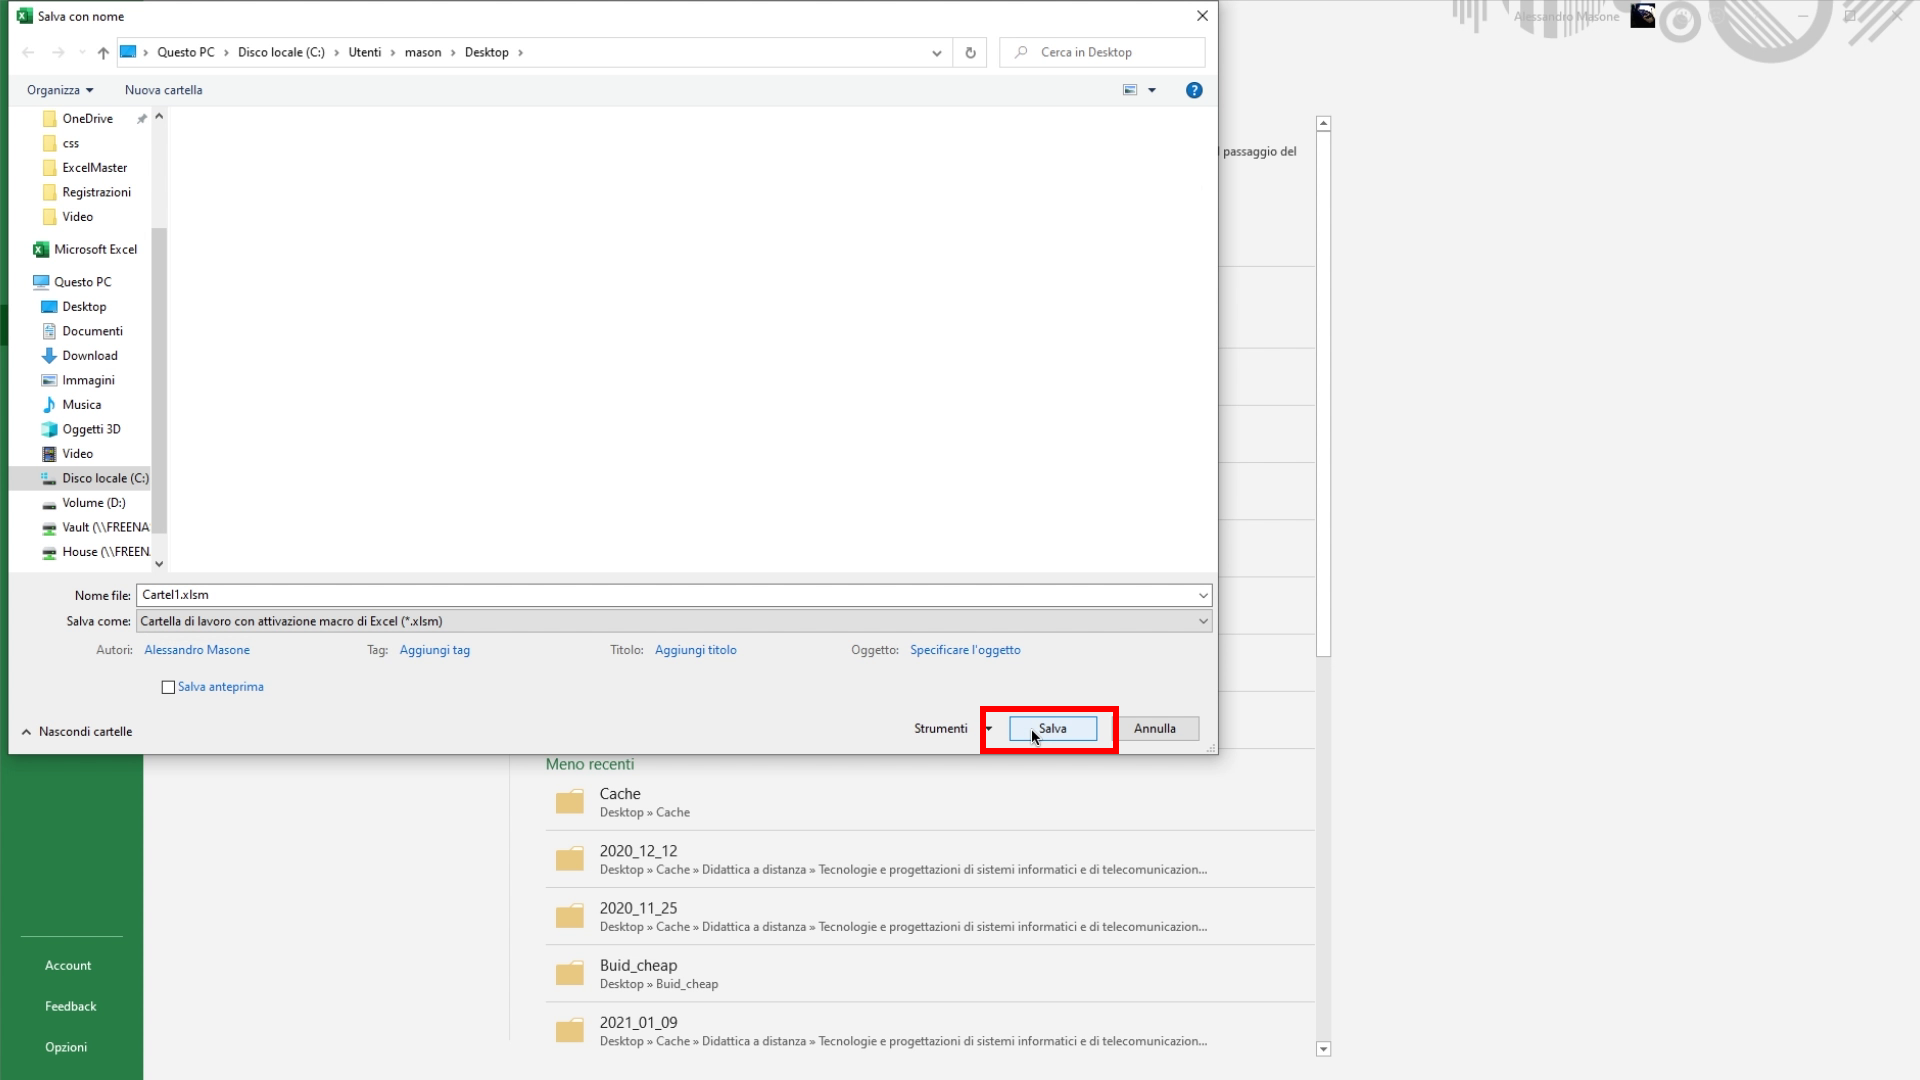 Salva con nome
Alessandro Masone
Questo PC › Disco locale (C:) › Utenti › mason › Desktop ›
Cerca in Desktop
Organizza
Nuova cartella
OneDrive
css
ExcelMaster
Registrazioni
Video
Microsoft Excel
Questo PC
Desktop
Documenti
Download
Immagini
Musica
Oggetti 3D
Video
Disco locale (C:)
Volume (D:)
Vault (\\FREENA
House (\\FREEN.
passaggio del
Nome file: Cartel1.xlsm
Salva come: Cartella di lavoro con attivazione macro di Excel (*.xlsm)
Autori: Alessandro Masone
Tag: Aggiungi tag
Titolo: Aggiungi titolo
Oggetto: Specificare l'oggetto
Salva anteprima
Nascondi cartelle
Strumenti
Salva
Annulla
Meno recenti
Cache
Desktop » Cache
2020_12_12
Desktop » Cache » Didattica a distanza » Tecnologie e progettazioni di sistemi informatici e di telecomunicazion...
2020_11_25
Desktop » Cache » Didattica a distanza » Tecnologie e progettazioni di sistemi informatici e di telecomunicazion...
Buid_cheap
Desktop » Buid_cheap
2021_01_09
Desktop » Cache » Didattica a distanza » Tecnologie e progettazioni di sistemi informatici e di telecomunicazion...
Account
Feedback
Opzioni